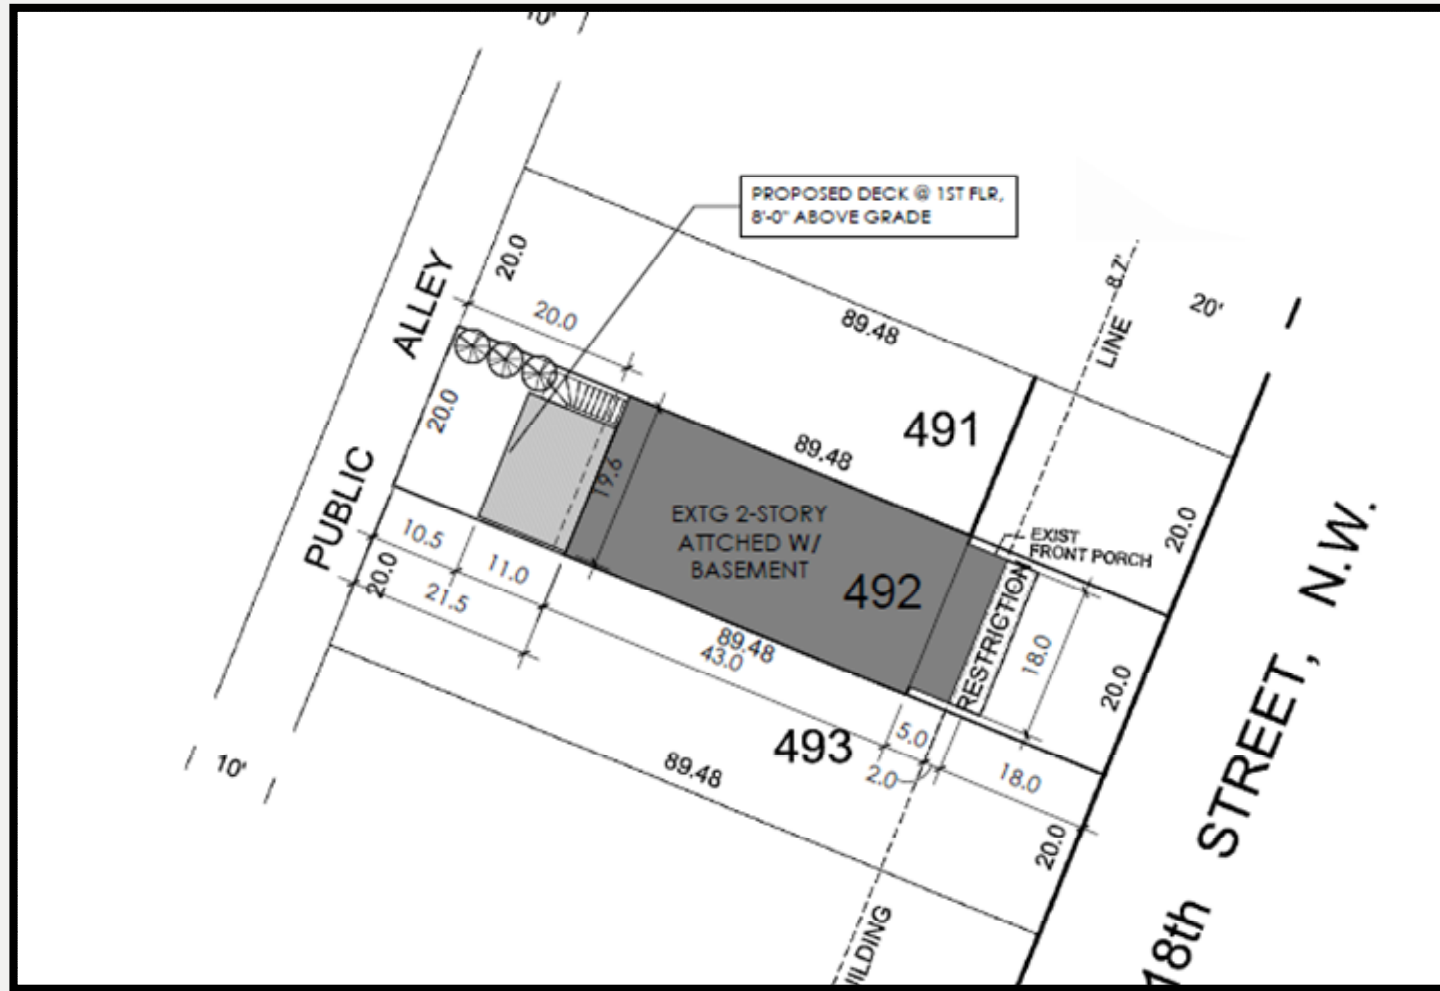 10'
PROPOSED DECK @ 1ST FLR,
8'-0" ABOVE GRADE
20.0
ALLEY
20.0
89.48
8.7'
LINE
20'
20.0
PUBLIC
491
89.48
19.6
EXTG 2-STORY
ATTCHED W/
BASEMENT
492
EXIST
FRONT PORCH
RESTRICTION
18.0
20.0
10.5
11.0
21.5
20.0
89.48
43.0
493
5.0
2.0
18.0
20.0
20.0
10'
89.48
18th STREET, N.W.